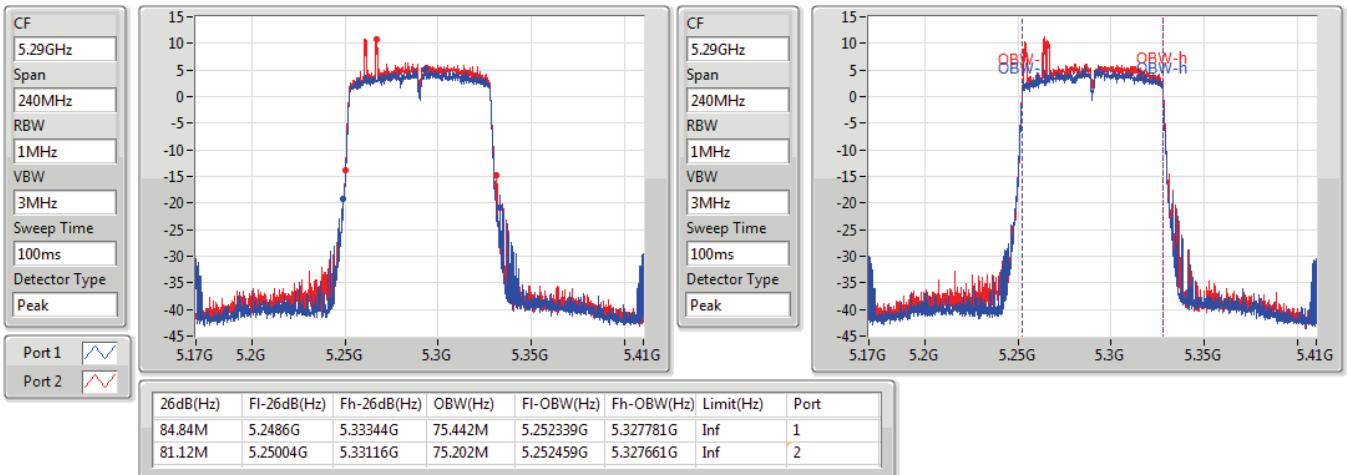 CF
5.29GHz
Span
240MHz
RBW
1MHz
VBW
3MHz
Sweep Time
100ms
Detector Type
Peak
Port 1
Port 2
15
10
5
0
-5
-10
-15
-20
-25
-30
-35
-40
-45
5.17G 5.2G 5.25G 5.3G 5.35G 5.41G
CF
5.29GHz
Span
240MHz
RBW
1MHz
VBW
3MHz
Sweep Time
100ms
Detector Type
Peak
15
10
5
0
-5
-10
-15
-20
-25
-30
-35
-40
-45
OBW-l OBW-h
OBW-l OBW-h
5.17G 5.2G 5.25G 5.3G 5.35G 5.41G
26dB(Hz) Fl-26dB(Hz) Fh-26dB(Hz) OBW(Hz) Fl-OBW(Hz) Fh-OBW(Hz) Limit(Hz) Port
84.84M 5.2486G 5.33344G 75.442M 5.252339G 5.327781G Inf 1
81.12M 5.25004G 5.33116G 75.202M 5.252459G 5.327661G Inf 2